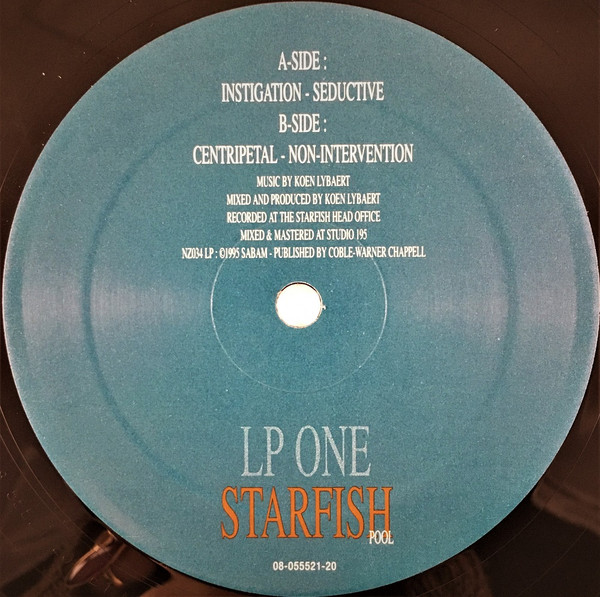 A-SIDE :
INSTIGATION - SEDUCTIVE
B-SIDE :
CENTRIPETAL - NON-INTERVENTION
MUSIC BY KOEN LYBAERT
MIXED AND PRODUCED BY KOEN LYBAERT
RECORDED AT THE STARFISH HEAD OFFICE
MIXED & MASTERED AT STUDIO 195
NZ034 LP : ©1995 SABAM - PUBLISHED BY COBLE-WARNER CHAPPELL
LP ONE
STARFISH
POOL
08-055521-20